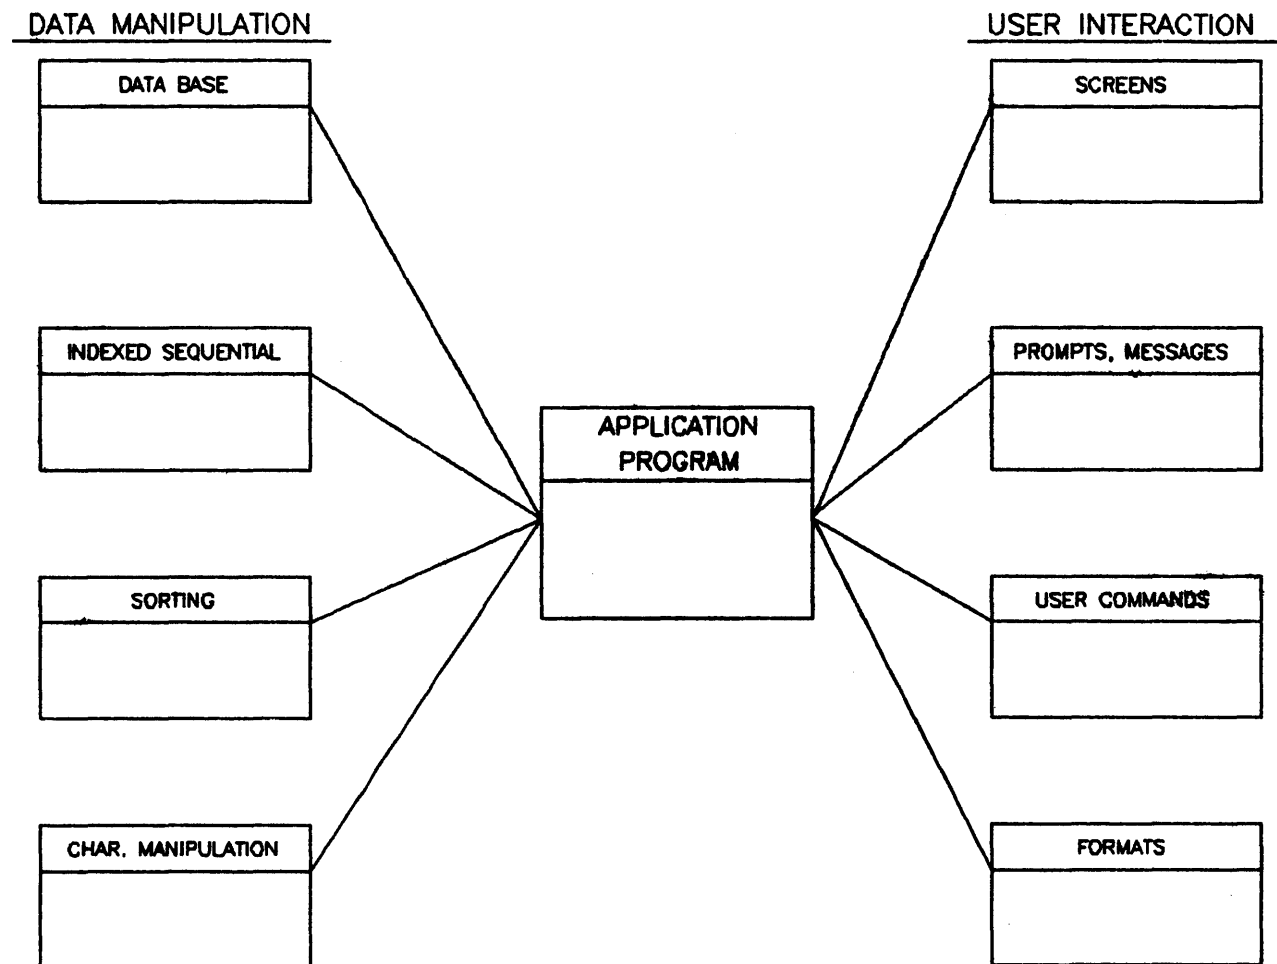 DATA MANIPULATION
USER INTERACTION
DATA BASE
SCREENS
INDEXED SEQUENTIAL
PROMPTS, MESSAGES
APPLICATION
PROGRAM
SORTING
USER COMMANDS
CHAR. MANIPULATION
FORMATS